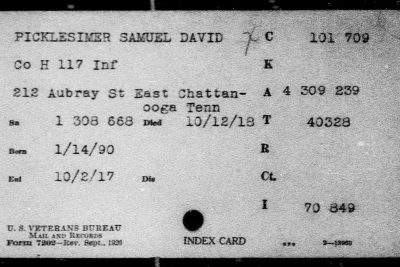 PICKLESIMER SAMUEL DAVID C 101 709
Co H 117 Inf K
212 Aubray St East Chattan- A 4 309 239
ooga Tenn
Sn 1 308 668 Died 10/12/18 T 40328
Born 1/14/90 R
Enl 10/2/17 Dis Ct.
I 70 849
U. S. VETERANS BUREAU
MAIL AND RECORDS
Form 7202—Rev. Sept., 1926 INDEX CARD